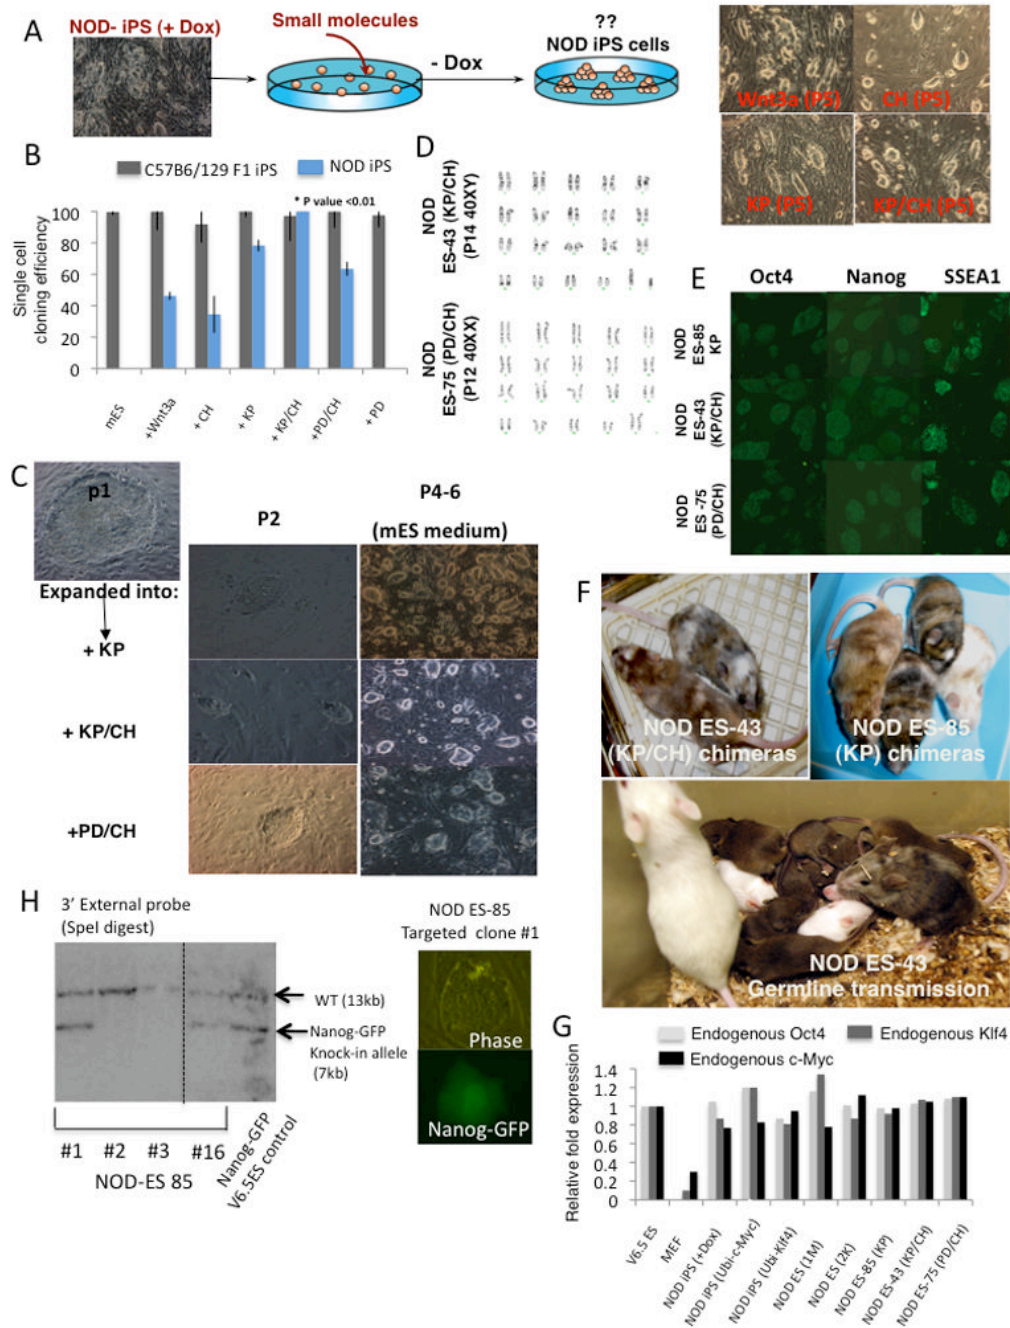 A
NOD- iPS (+ Dox)
Small molecules
- Dox
??
NOD iPS cells
Wnt3a (P5)
CH (P5)
KP (P5)
KP/CH (P5)
B
C57B6/129 F1 iPS
NOD iPS
* P value <0.01
Single cell
cloning efficiency
100
80
60
40
20
0
mES
+Wnt3a
+ CH
+ KP
+ KP/CH
+PD/CH
+ PD
D
NOD
ES-43 (KP/CH)
(P14 40XY)
NOD
ES-75 (PD/CH)
(P12 40XX)
E
Oct4
Nanog
SSEA1
NOD
ES-85
KP
NOD
ES-43
(KP/CH)
NOD
ES -75
(PD/CH)
C
p1
Expanded into:
+ KP
+ KP/CH
+PD/CH
P2
P4-6
(mES medium)
F
NOD ES-43
(KP/CH) chimeras
NOD ES-85
(KP) chimeras
NOD ES-43
Germline transmission
H
3' External probe
(SpeI digest)
WT (13kb)
Nanog-GFP
Knock-in allele
(7kb)
#1
#2
#3
#16
NOD-ES 85
Nanog-GFP
V6.5ES control
NOD ES-85
Targeted clone #1
Phase
Nanog-GFP
G
Endogenous Oct4
Endogenous Klf4
Endogenous c-Myc
Relative fold expression
1.4
1.2
1
0.8
0.6
0.4
0.2
0
V6.5 ES
MEF
NOD iPS (+Dox)
NOD iPS (Ubi-c-Myc)
NOD iPS (Ubi-Klf4)
NOD ES (1M)
NOD ES (2K)
NOD ES-85 (KP)
NOD ES-43 (KP/CH)
NOD ES-75 (PD/CH)